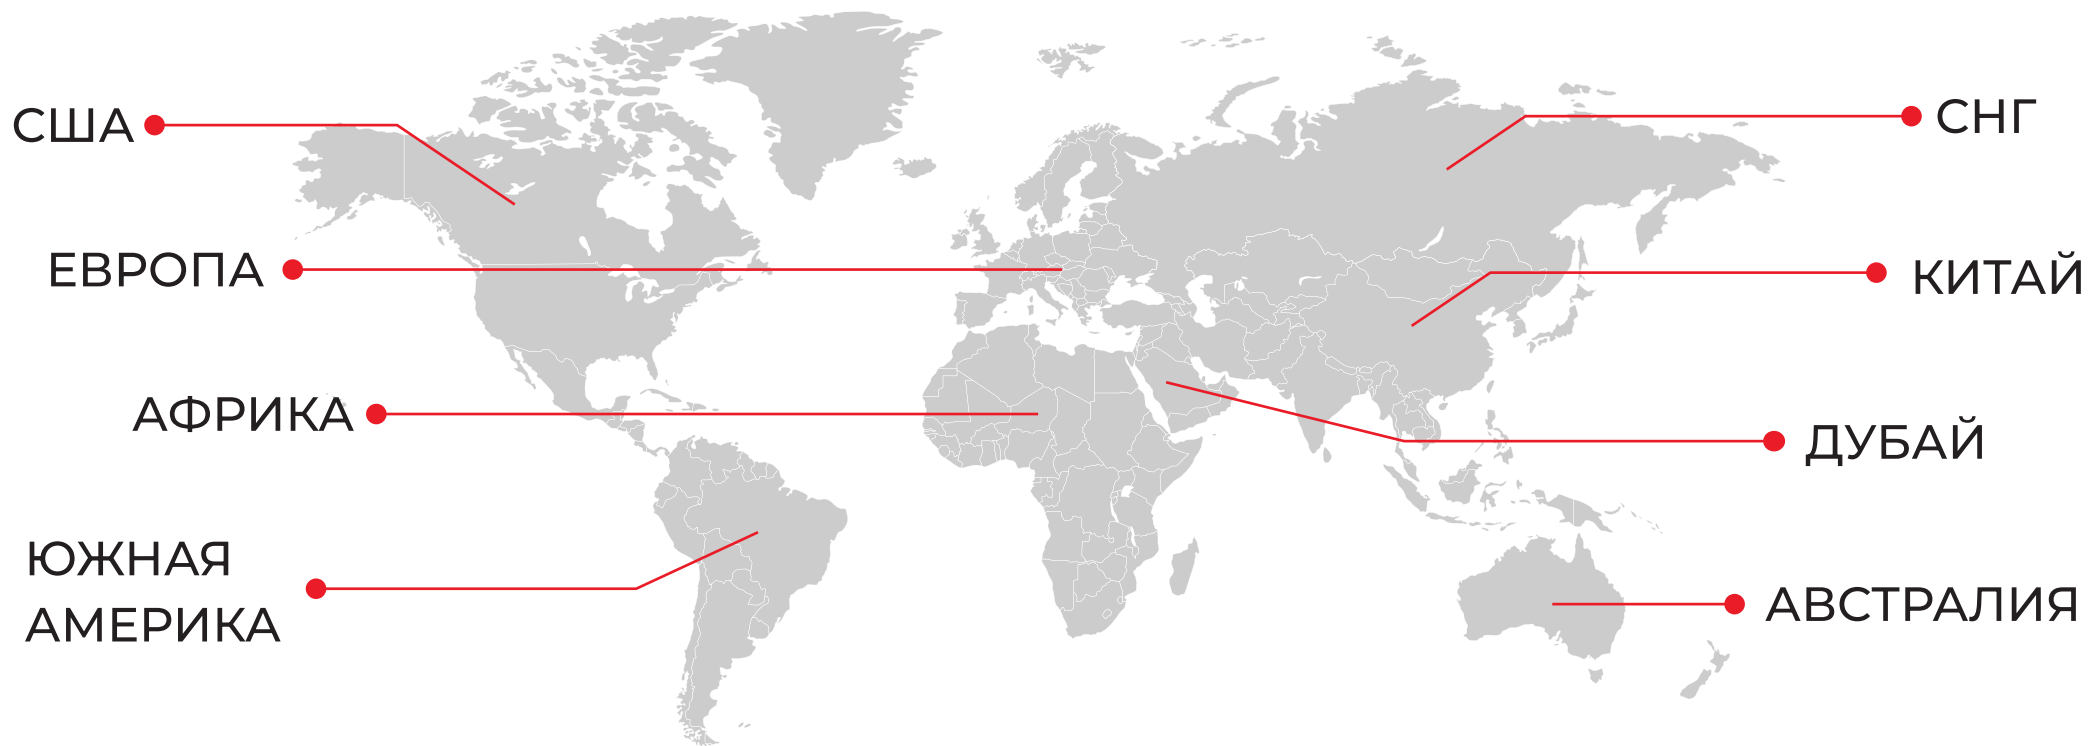 США
ЕВРОПА
АФРИКА
ЮЖНАЯ
АМЕРИКА
СНГ
КИТАЙ
ДУБАЙ
АВСТРАЛИЯ